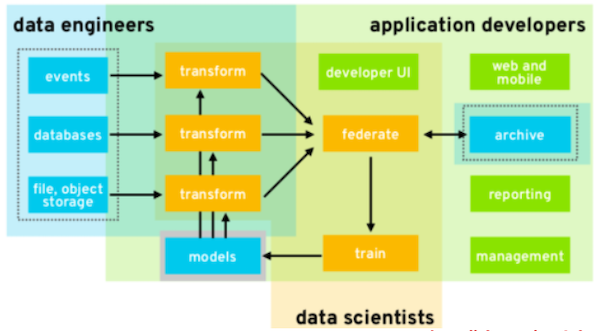 data engineers
application developers
events
transform
developer UI
web and
mobile
databases
transform
federate
archive
file, object
storage
transform
reporting
models
train
management
data scientists